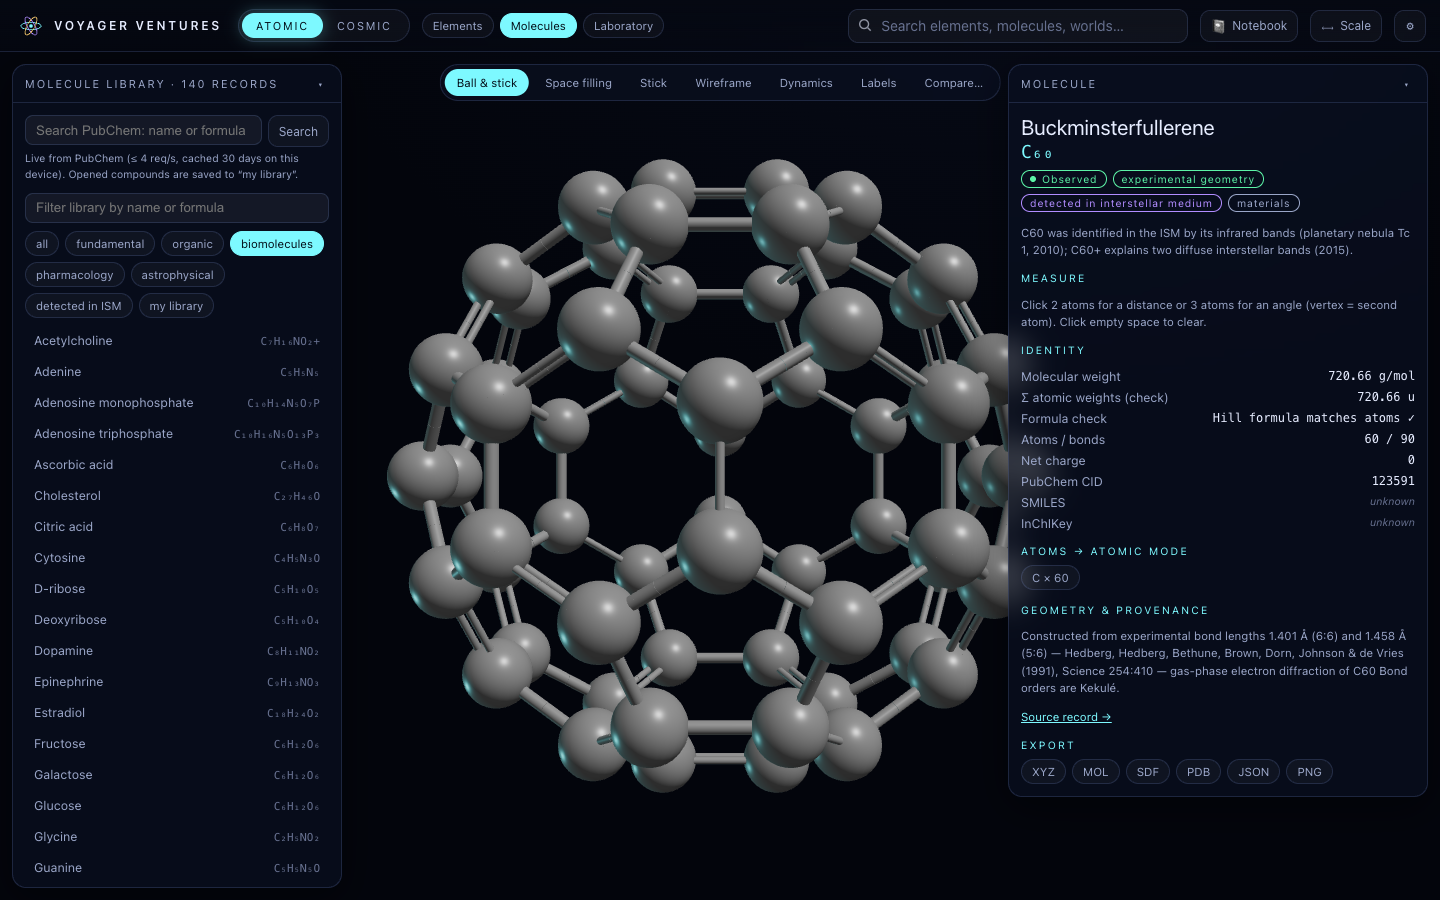 VOYAGER VENTURES
ATOMIC
COSMIC
Elements
Molecules
Laboratory
Search elements, molecules, worlds...
Notebook
Scale
MOLECULE LIBRARY · 140 RECORDS
Search PubChem: name or formula
Search
Live from PubChem (≤ 4 req/s, cached 30 days on this
device). Opened compounds are saved to “my library”.
Filter library by name or formula
all
fundamental
organic
biomolecules
pharmacology
astrophysical
detected in ISM
my library
Acetylcholine C₇H₁₆NO₂+
Adenine C₅H₅N₅
Adenosine monophosphate C₁₀H₁₄N₅O₇P
Adenosine triphosphate C₁₀H₁₆N₅O₁₃P₃
Ascorbic acid C₆H₈O₆
Cholesterol C₂₇H₄₆O
Citric acid C₆H₈O₇
Cytosine C₄H₅N₃O
D-ribose C₅H₁₀O₅
Deoxyribose C₅H₁₀O₄
Dopamine C₈H₁₁NO₂
Epinephrine C₉H₁₃NO₃
Estradiol C₁₈H₂₄O₂
Fructose C₆H₁₂O₆
Galactose C₆H₁₂O₆
Glucose C₆H₁₂O₆
Glycine C₂H₅NO₂
Guanine C₅H₅N₅O
Ball & stick
Space filling
Stick
Wireframe
Dynamics
Labels
Compare...
MOLECULE
Buckminsterfullerene
C₆₀
Observed
experimental geometry
detected in interstellar medium
materials
C60 was identified in the ISM by its infrared bands (planetary nebula Tc
1, 2010); C60+ explains two diffuse interstellar bands (2015).
MEASURE
Click 2 atoms for a distance or 3 atoms for an angle (vertex = second
atom). Click empty space to clear.
IDENTITY
Molecular weight 720.66 g/mol
Σ atomic weights (check) 720.66 u
Formula check Hill formula matches atoms ✓
Atoms / bonds 60 / 90
Net charge 0
PubChem CID 123591
SMILES unknown
InChIKey unknown
ATOMS → ATOMIC MODE
C × 60
GEOMETRY & PROVENANCE
Constructed from experimental bond lengths 1.401 Å (6:6) and 1.458 Å
(5:6) — Hedberg, Hedberg, Bethune, Brown, Dorn, Johnson & de Vries
(1991), Science 254:410 — gas-phase electron diffraction of C60 Bond
orders are Kekulé.
Source record →
EXPORT
XYZ
MOL
SDF
PDB
JSON
PNG